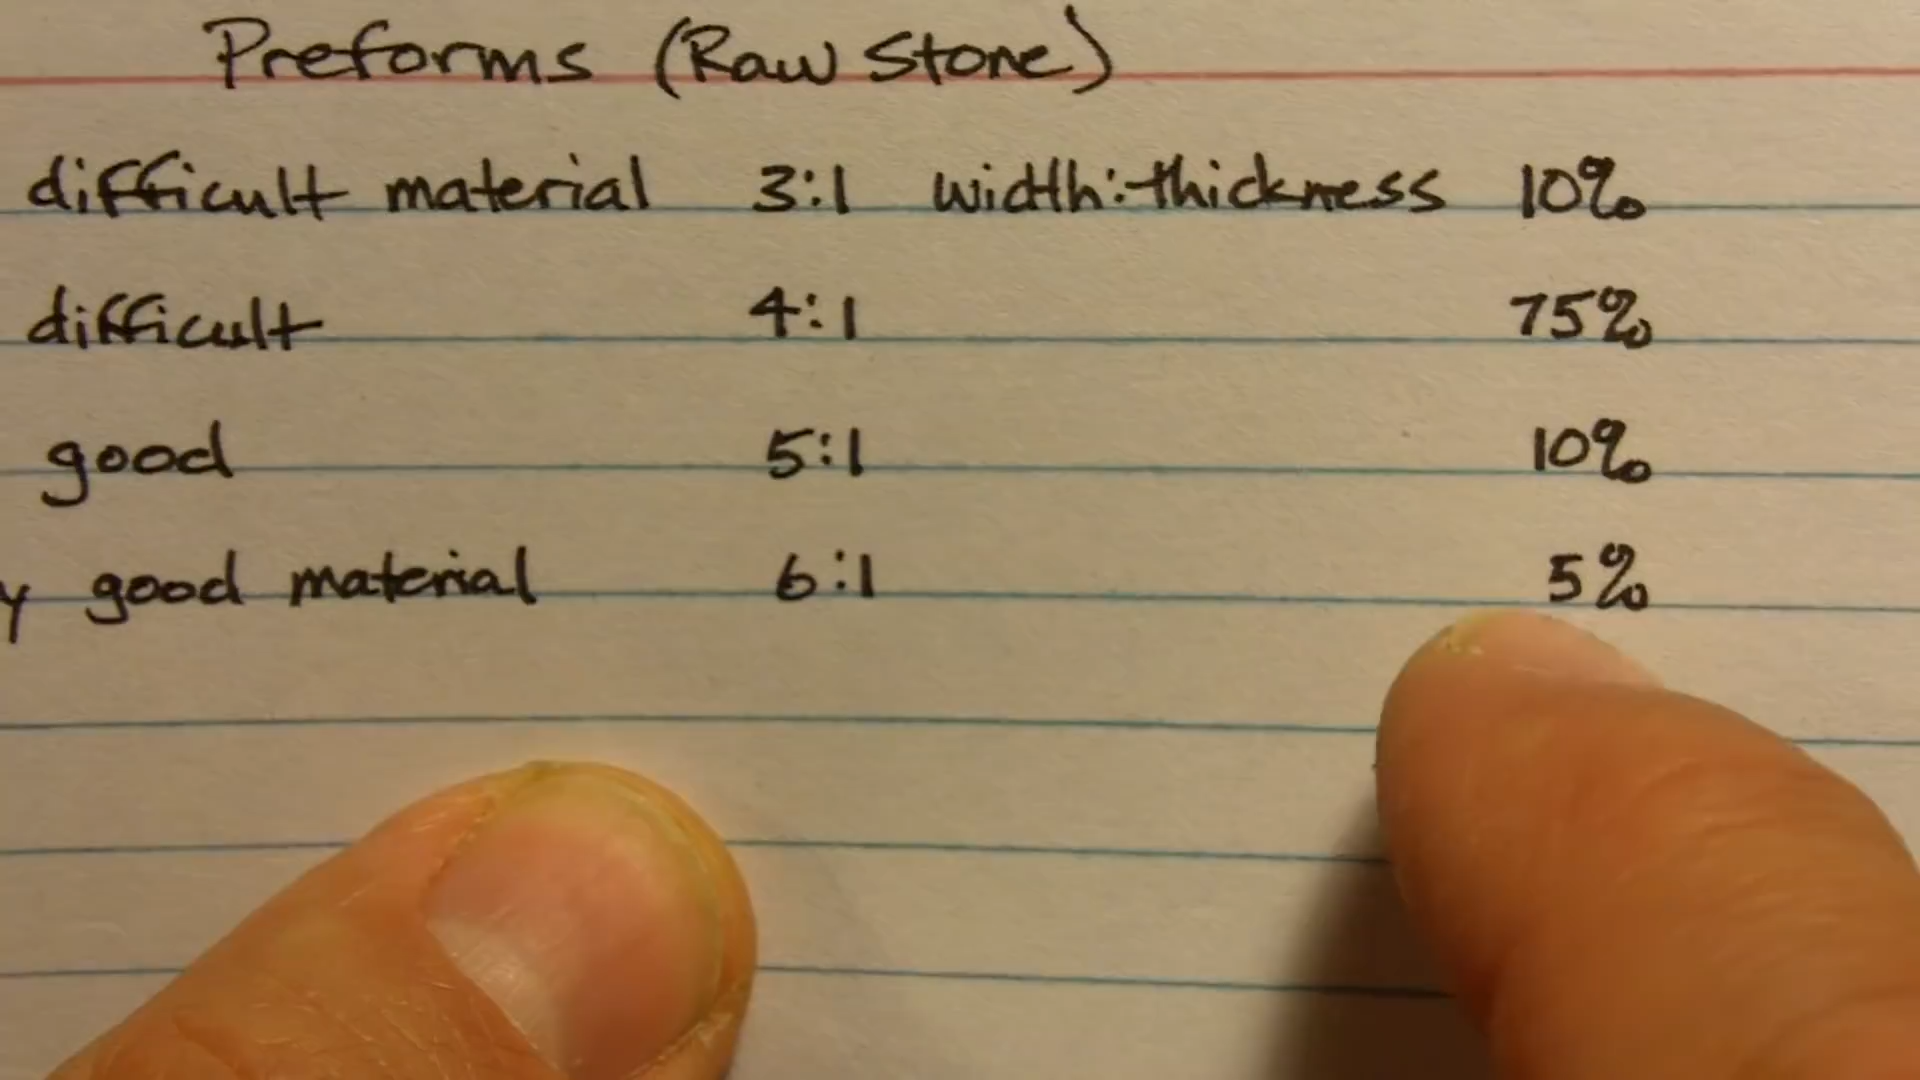 Preforms (Raw Stone)
difficult material 3:1 width:thickness 10%
difficult 4:1 75%
good 5:1 10%
y good material 6:1 5%